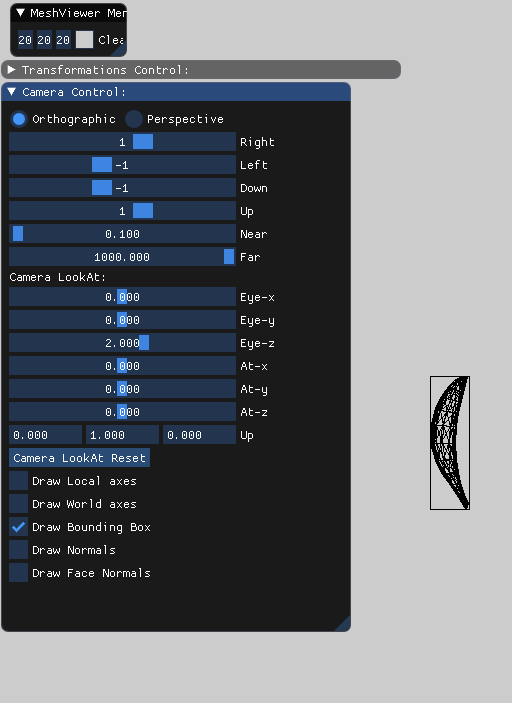 MeshViewer Men
20 20 20 Clea
Transformations Control:
Camera Control:
Orthographic Perspective
1 Right
-1 Left
-1 Down
1 Up
0.100 Near
1000.000 Far
Camera LookAt:
0.000 Eye-x
0.000 Eye-y
2.000 Eye-z
0.000 At-x
0.000 At-y
0.000 At-z
0.000 1.000 0.000 Up
Camera LookAt Reset
Draw Local axes
Draw World axes
Draw Bounding Box
Draw Normals
Draw Face Normals